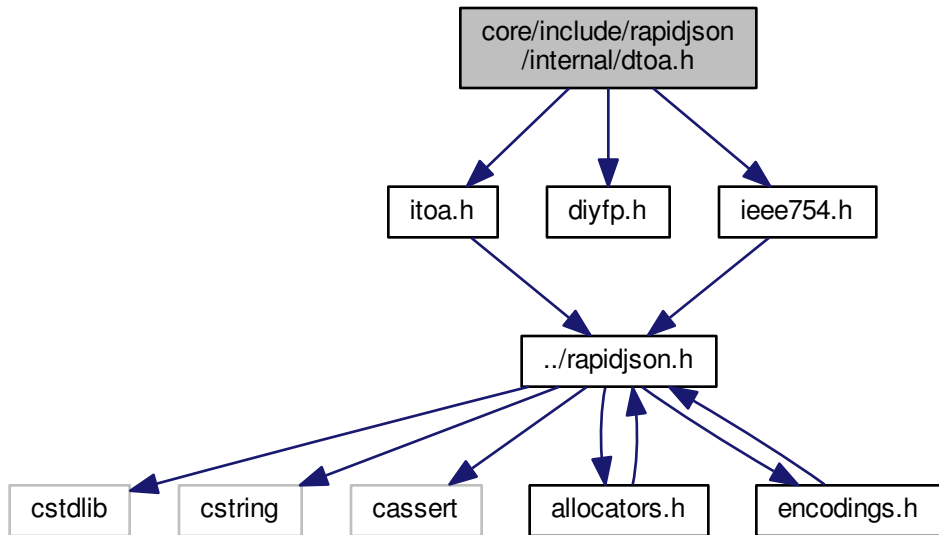 core/include/rapidjson
/internal/dtoa.h
itoa.h
diyfp.h
ieee754.h
../rapidjson.h
cstdlib
cstring
cassert
allocators.h
encodings.h